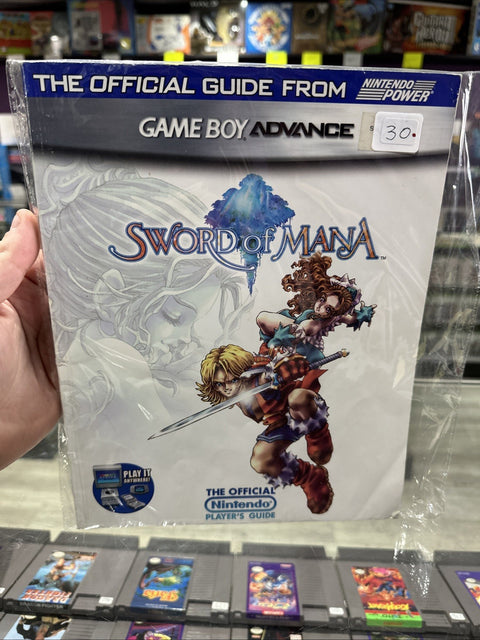 THE OFFICIAL GUIDE FROM NINTENDO
POWER
GAME BOY ADVANCE
30.
SWORD of MANA™
PLAY IT
ANYWHERE!
THE OFFICIAL
Nintendo
PLAYER'S GUIDE